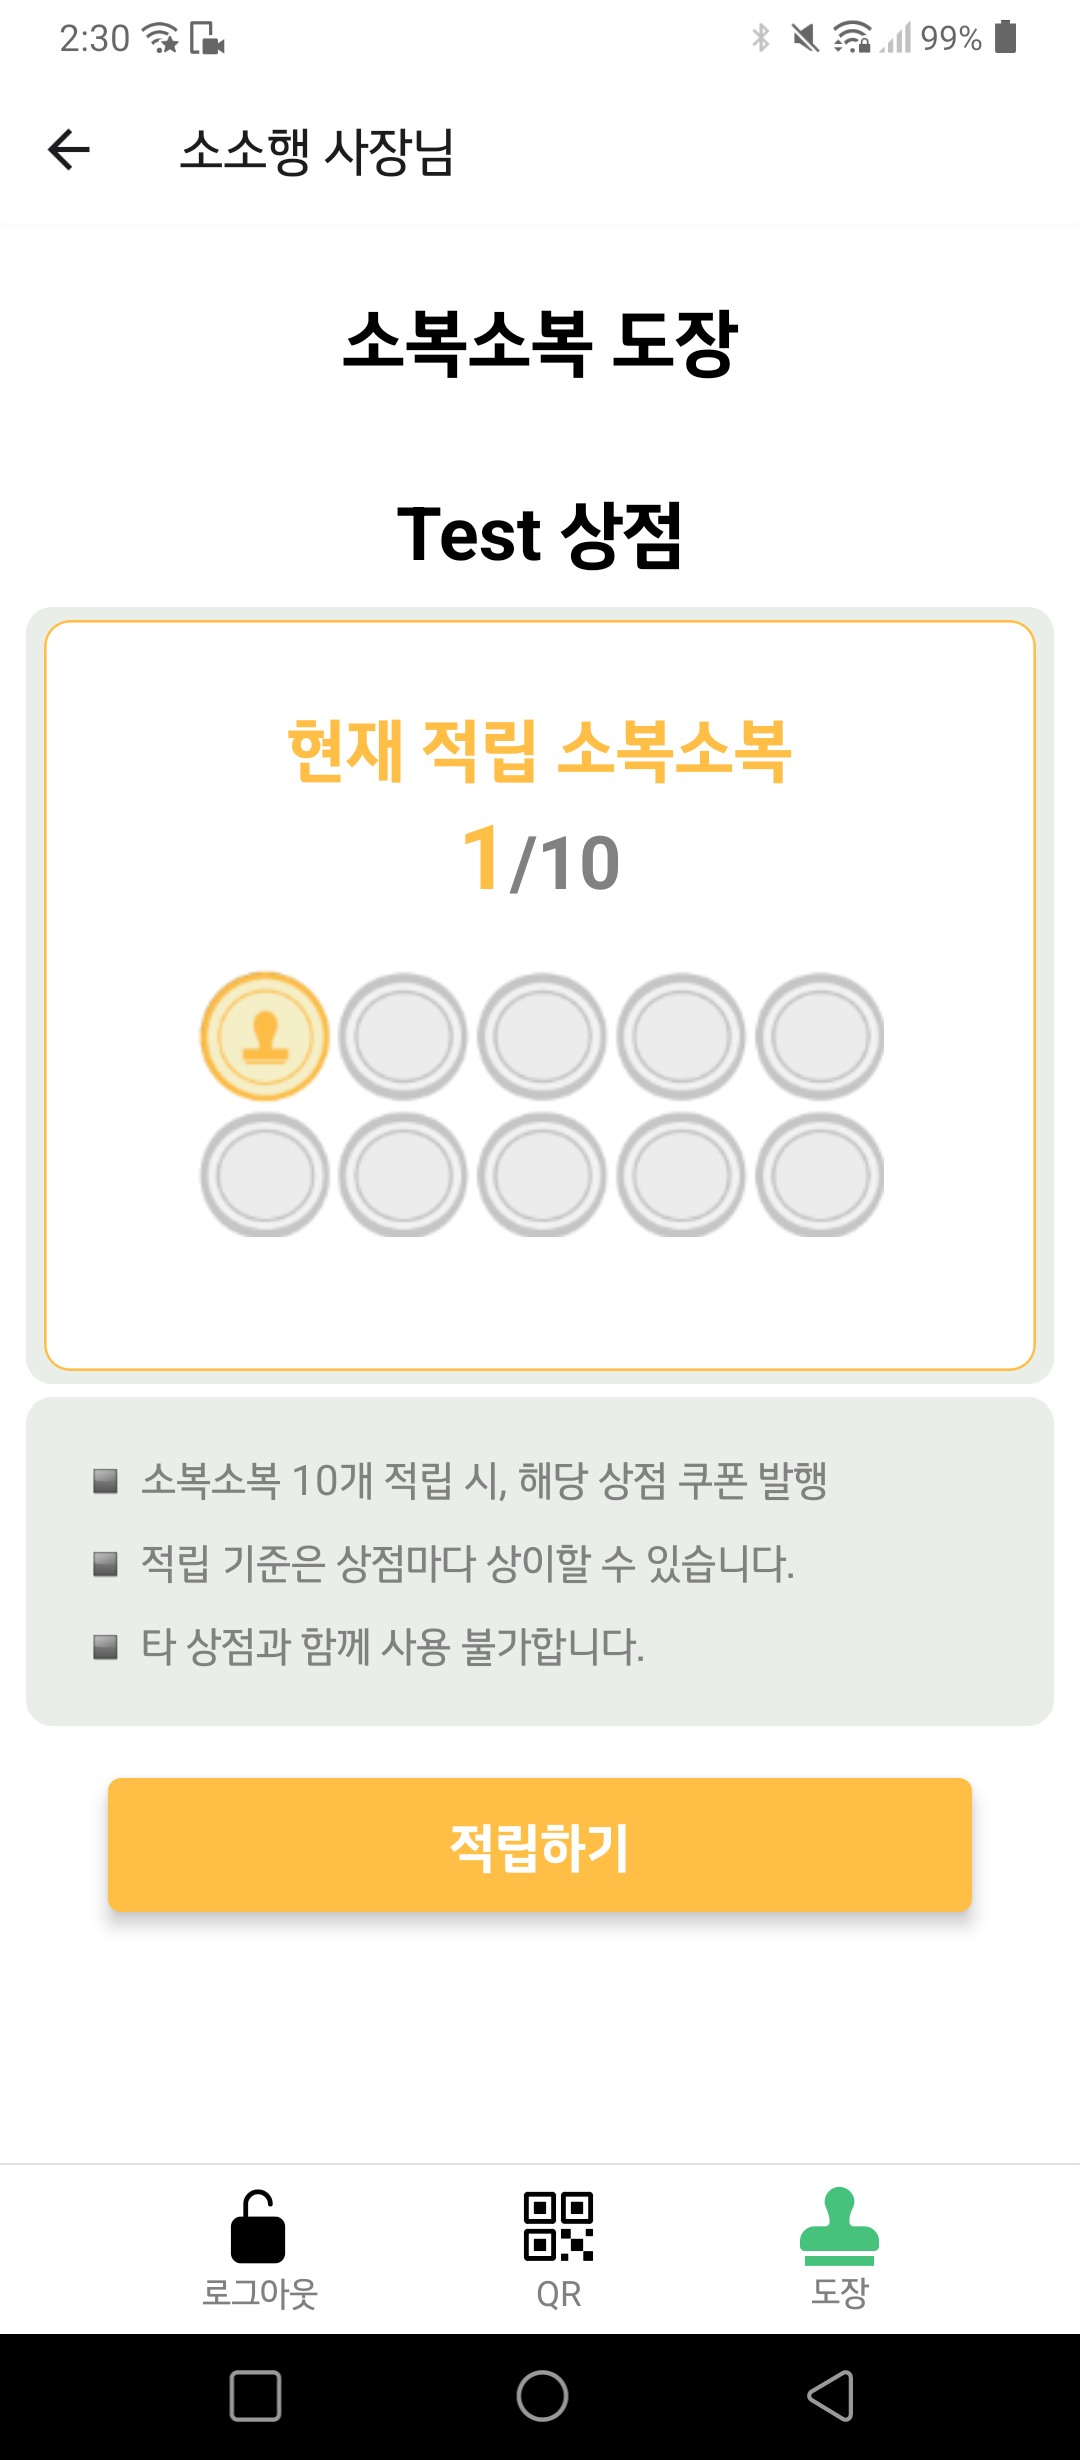 2:30
99%
소소행 사장님
소복소복 도장
Test 상점
현재 적립 소복소복
1/10
소복소복 10개 적립 시, 해당 상점 쿠폰 발행
적립 기준은 상점마다 상이할 수 있습니다.
타 상점과 함께 사용 불가합니다.
적립하기
로그아웃
QR
도장